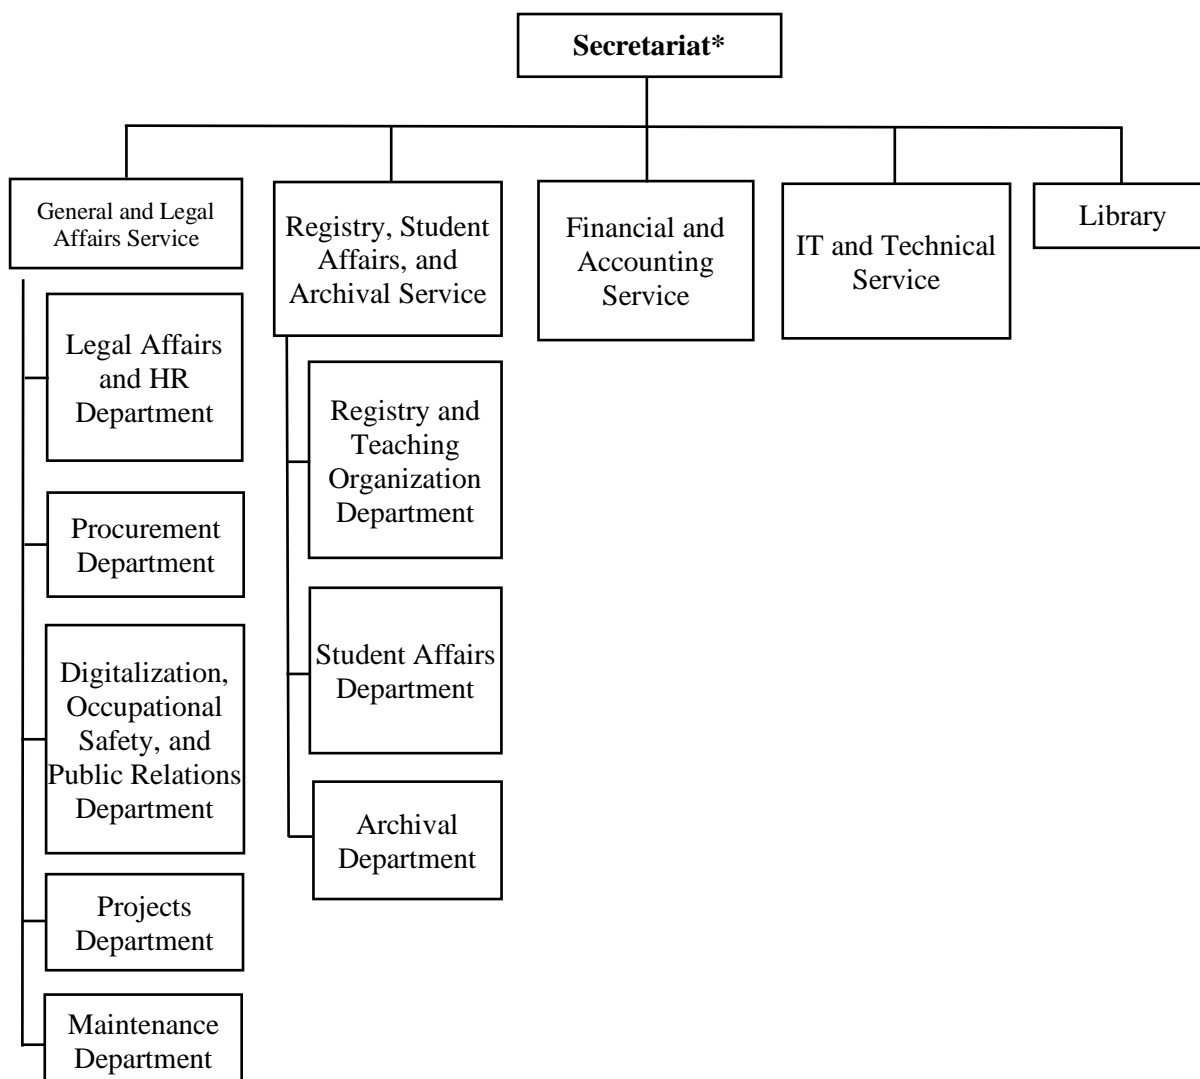 Secretariat*
General and Legal
Affairs Service
Registry, Student
Affairs, and
Archival Service
Financial and
Accounting
Service
IT and Technical
Service
Library
Legal Affairs
and HR
Department
Procurement
Department
Digitalization,
Occupational
Safety, and
Public Relations
Department
Projects
Department
Maintenance
Department
Registry and
Teaching
Organization
Department
Student Affairs
Department
Archival
Department